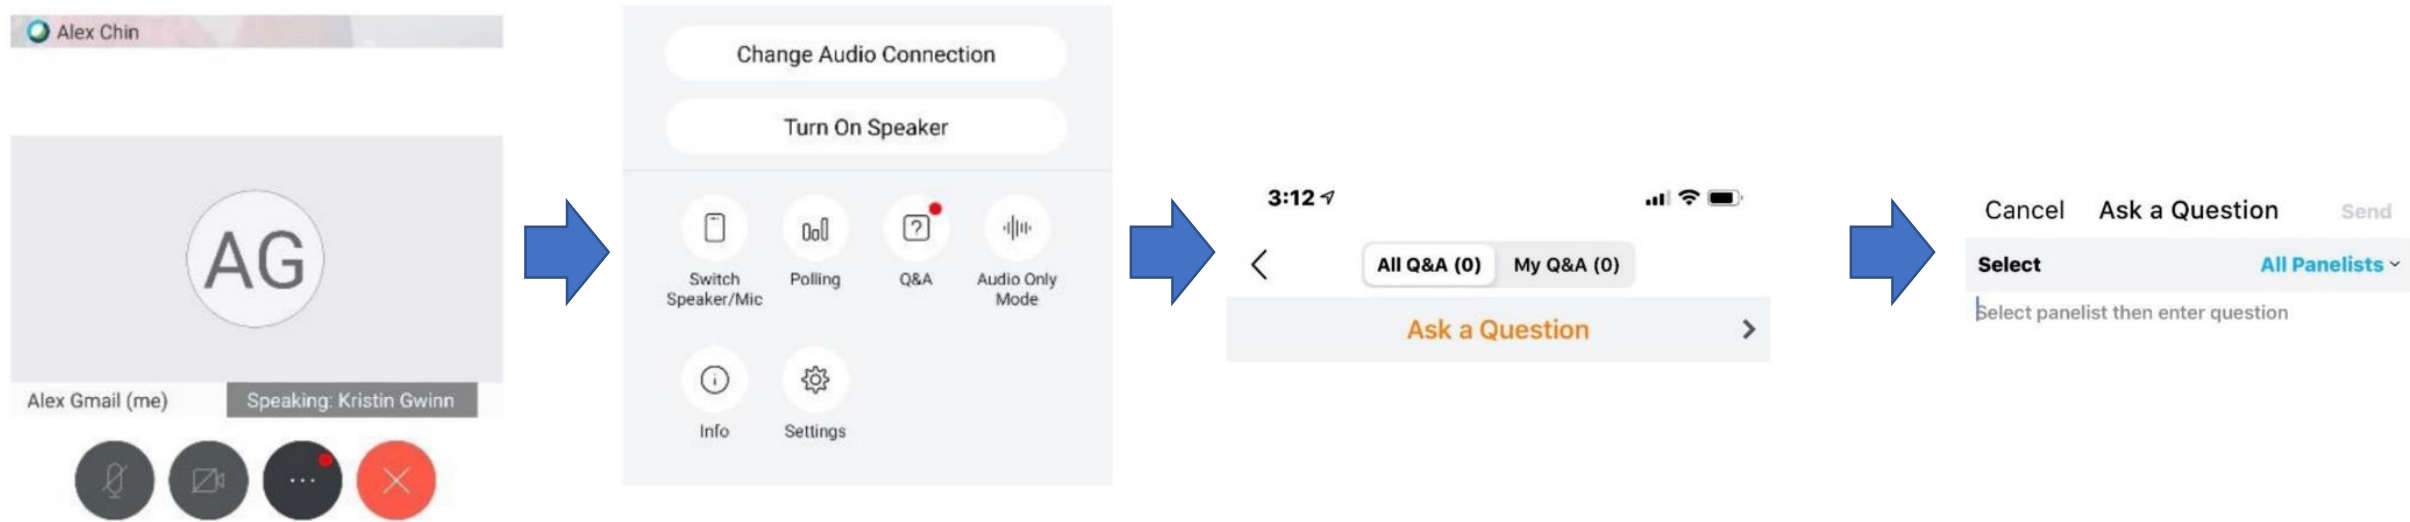 Alex Chin
AG
Alex Gmail (me)
Speaking: Kristin Gwinn
Change Audio Connection
Turn On Speaker
Switch
Speaker/Mic
Polling
Q&A
Audio Only
Mode
Info
Settings
3:12
All Q&A (0)
My Q&A (0)
Ask a Question
Cancel
Ask a Question
Send
Select
All Panelists
Select panelist then enter question